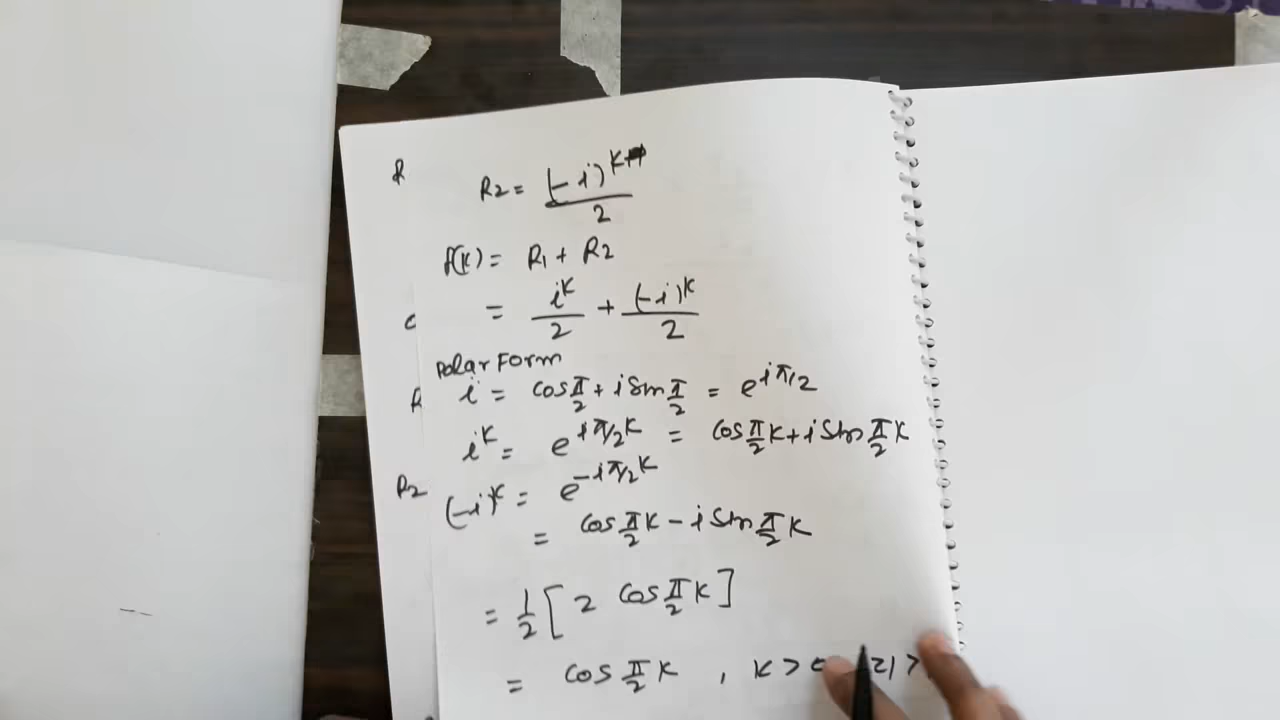 R
R2 = (-i)^K / 2
f(K) = R1 + R2
C
= i^K / 2 + (-i)^K / 2
Polar Form
R i = cos π/2 + i Sin π/2 = e^{iπ/2}
i^K = e^{iπ/2 K} = cos π/2 K + i Sin π/2 K
R2 (-i)^K = e^{-iπ/2 K}
= cos π/2 K - i Sin π/2 K
= 1/2 [ 2 cos π/2 K ]
= cos π/2 K , K >